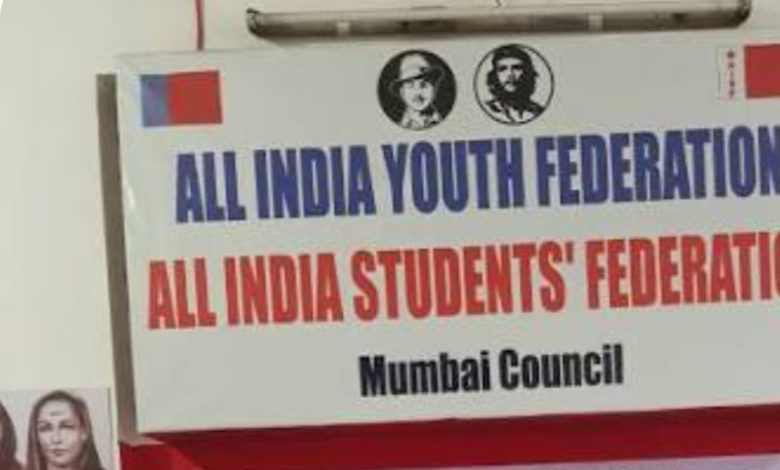 ALL INDIA YOUTH FEDERATION
ALL INDIA STUDENTS' FEDERATIO
Mumbai Council